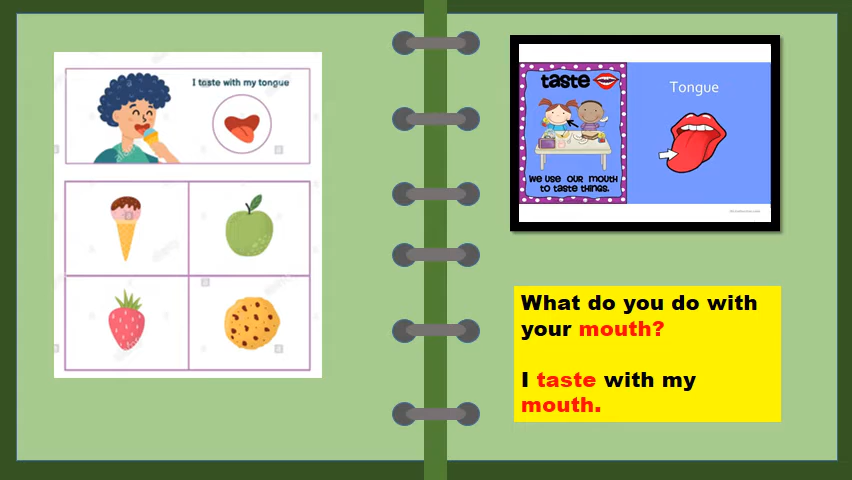 I taste with my tongue
taste
WE USE OUR MOUTH
TO TASTE THINGS.
Tongue
What do you do with
your mouth?
I taste with my
mouth.